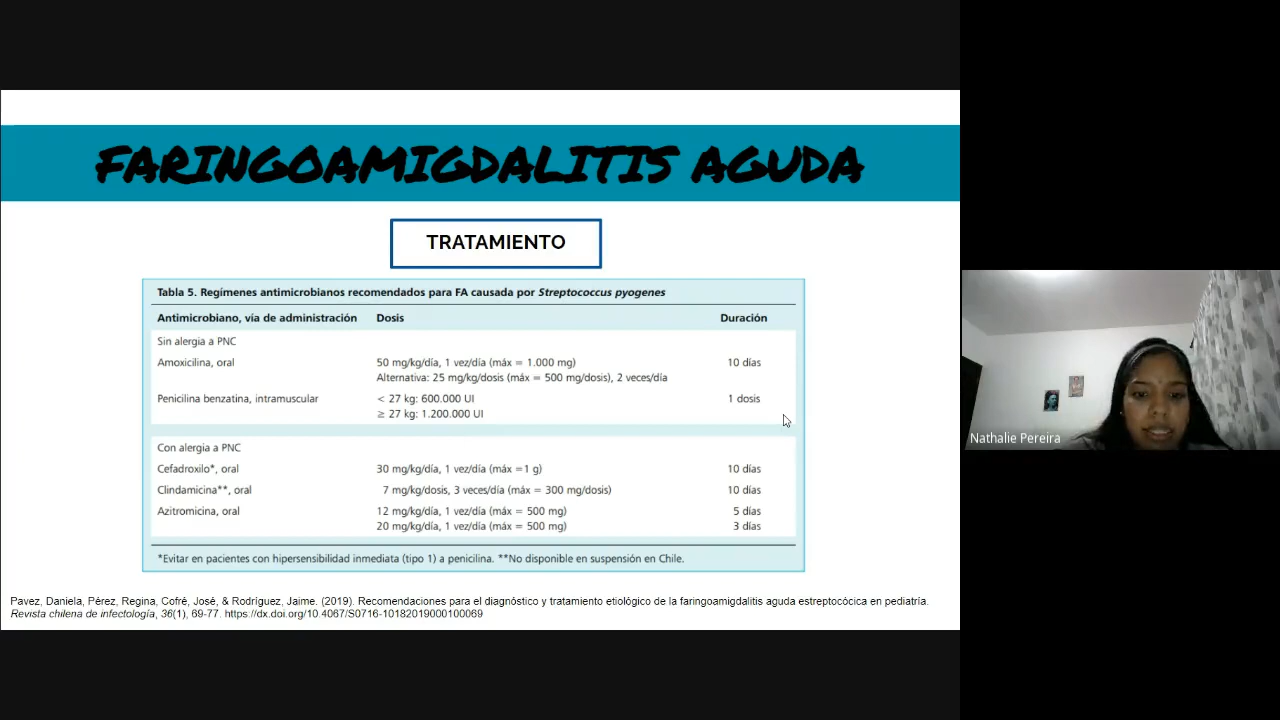 FARINGOAMIGDALITIS AGUDA
TRATAMIENTO
Tabla 5. Regímenes antimicrobianos recomendados para FA causada por Streptococcus pyogenes
Antimicrobiano, vía de administración Dosis Duración
Sin alergia a PNC
Amoxicilina, oral 50 mg/kg/día, 1 vez/día (máx = 1.000 mg) 10 días
Alternativa: 25 mg/kg/dosis (máx = 500 mg/dosis), 2 veces/día
Penicilina benzatina, intramuscular < 27 kg: 600.000 UI 1 dosis
≥ 27 kg: 1.200.000 UI
Con alergia a PNC
Cefadroxilo*, oral 30 mg/kg/día, 1 vez/día (máx =1 g) 10 días
Clindamicina**, oral 7 mg/kg/dosis, 3 veces/día (máx = 300 mg/dosis) 10 días
Azitromicina, oral 12 mg/kg/día, 1 vez/día (máx = 500 mg) 5 días
20 mg/kg/día, 1 vez/día (máx = 500 mg) 3 días
*Evitar en pacientes con hipersensibilidad inmediata (tipo 1) a penicilina. **No disponible en suspensión en Chile.
Pavez, Daniela, Pérez, Regina, Cofré, José, & Rodríguez, Jaime. (2019). Recomendaciones para el diagnóstico y tratamiento etiológico de la faringoamigdalitis aguda estreptocócica en pediatría.
Revista chilena de infectología, 36(1), 69-77. https://dx.doi.org/10.4067/S0716-10182019000100069
Nathalie Pereira